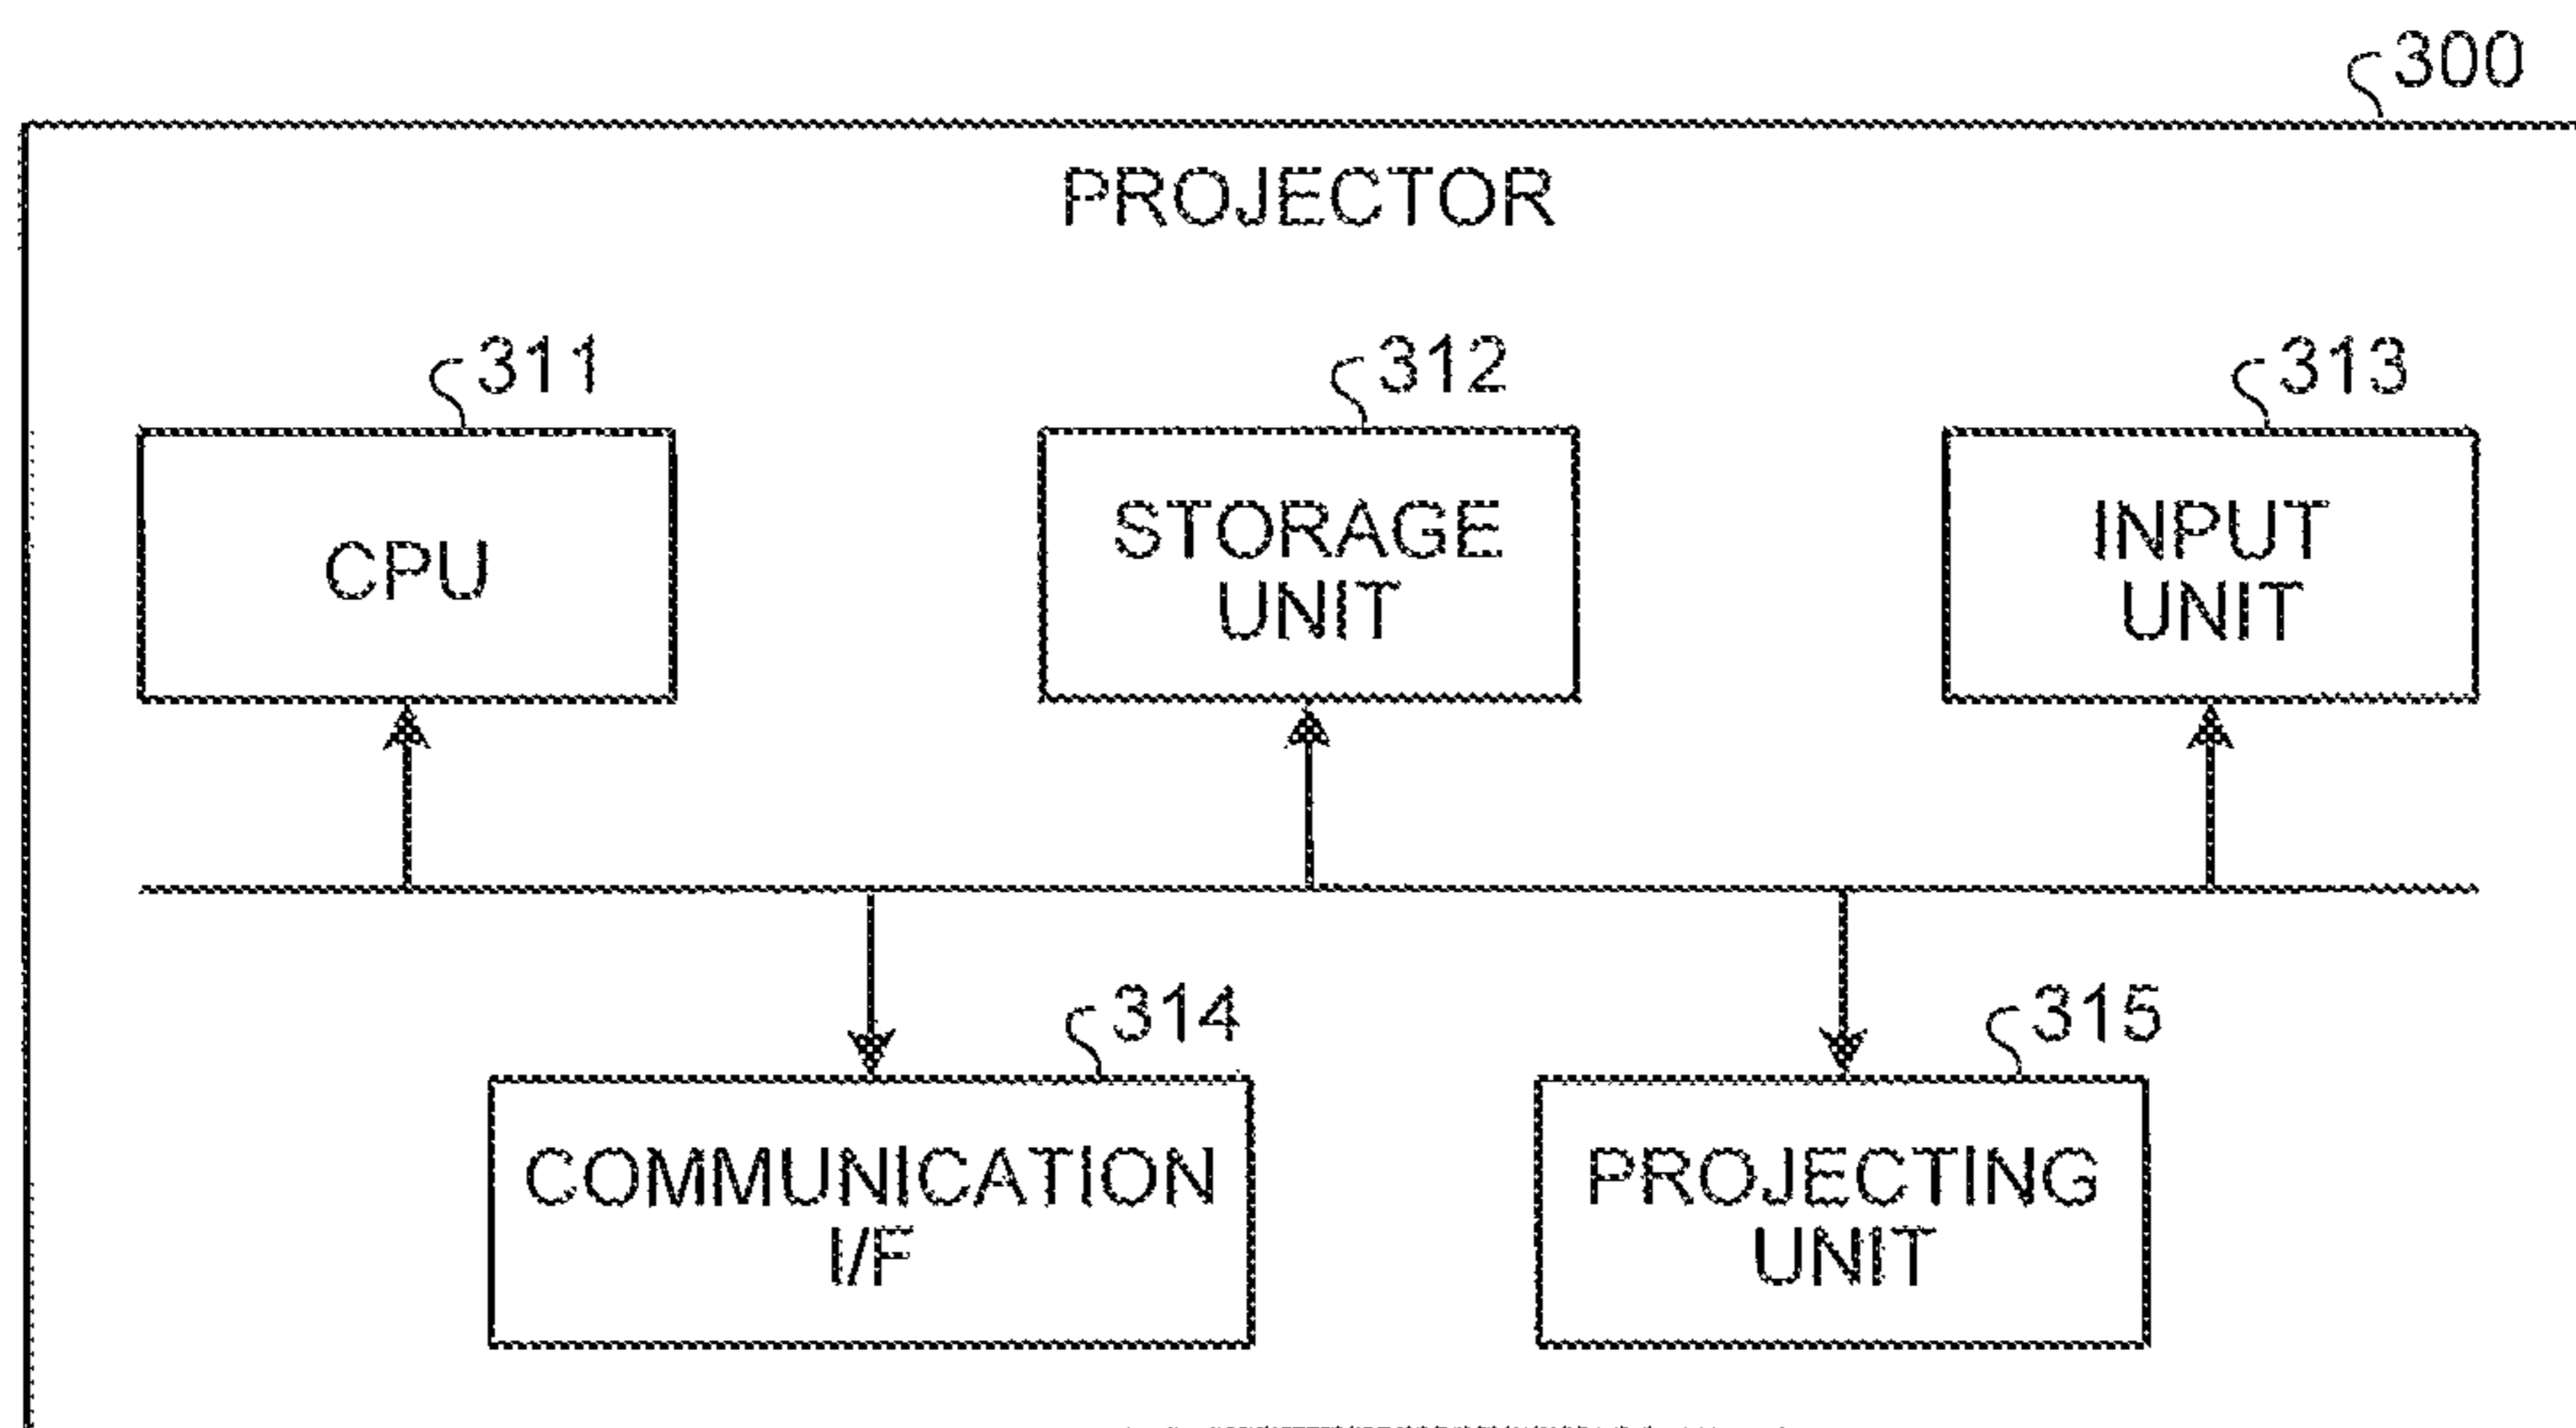 300
PROJECTOR
311
312
313
CPU
STORAGE
UNIT
INPUT
UNIT
314
315
COMMUNICATION
I/F
PROJECTING
UNIT